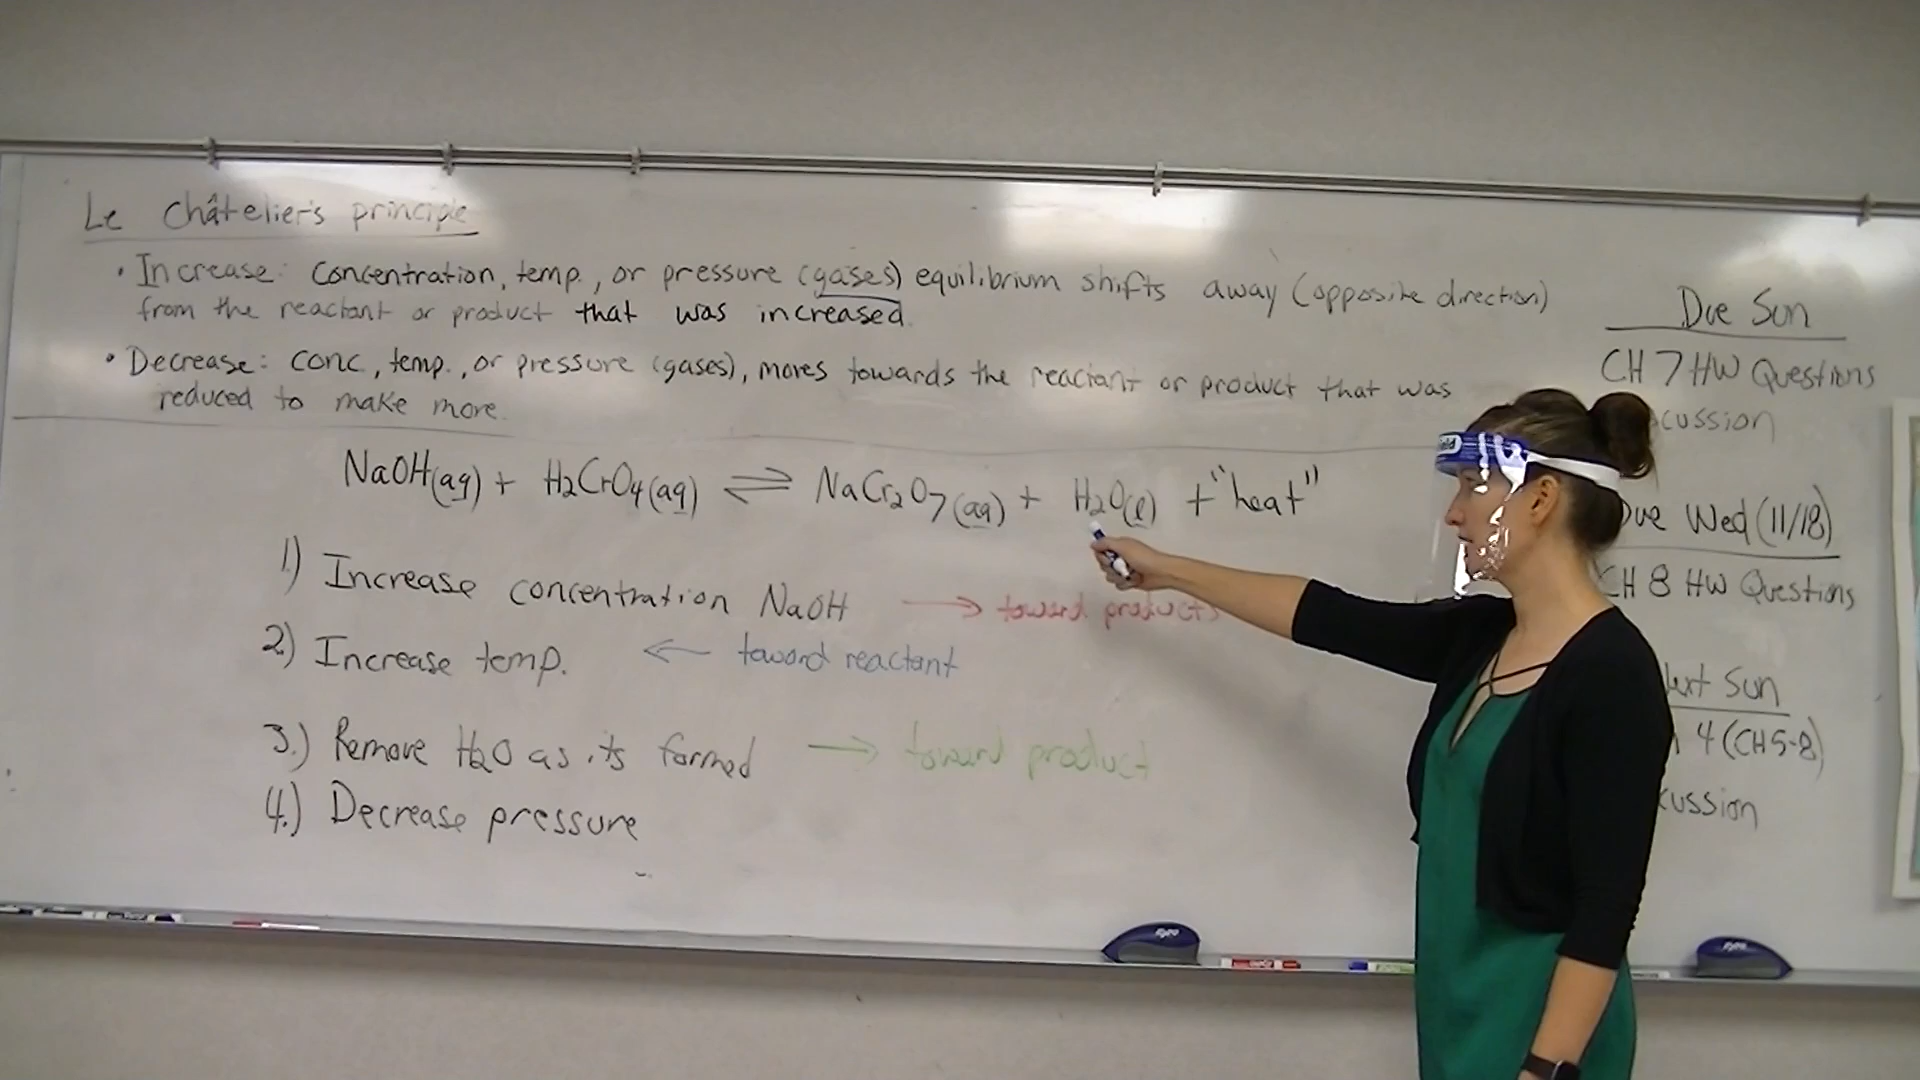 Le Châtelier's principle
• Increase: Concentration, temp., or pressure (gases) equilibrium shifts away (opposite direction)
from the reactant or product that was increased.
• Decrease: conc, temp., or pressure (gases), moves towards the reactant or product that was
reduced to make more.
NaOH(aq) + H₂CrO₄(aq) ⇌ NaCr₂O₇(aq) + H₂O(l) + "heat"
1.) Increase concentration NaOH → toward products
2.) Increase temp. ← toward reactant
3.) Remove H₂O as its formed → toward product
4.) Decrease pressure
Due Sun
CH 7 HW Questions
cussion
Due Wed (11/18)
CH 8 HW Questions
Sun
4 (CH 5-8)
cussion
expo
expo